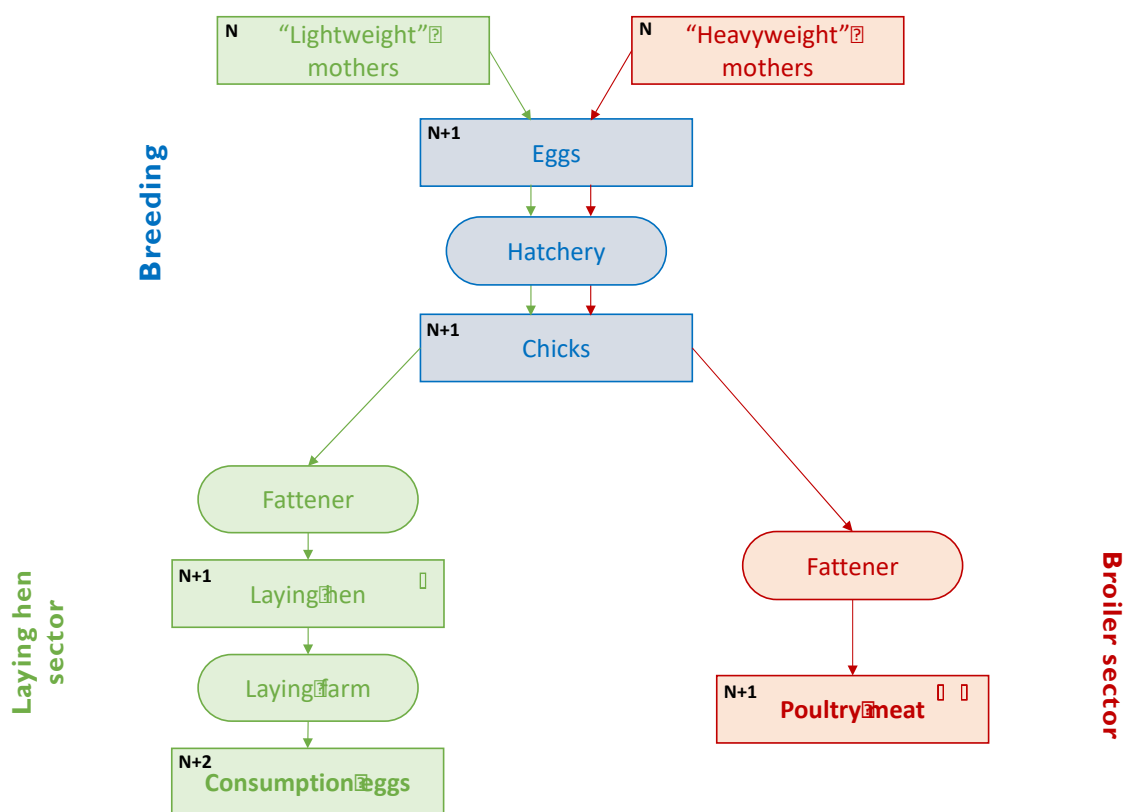 N
"Lightweight"
mothers
N
"Heavyweight"
mothers
N+1
Eggs
Breeding
Hatchery
N+1
Chicks
Fattener
N+1
Laying hen
Laying farm
N+2
Consumption eggs
Laying hen
sector
Fattener
N+1
Poultry meat
Broiler sector